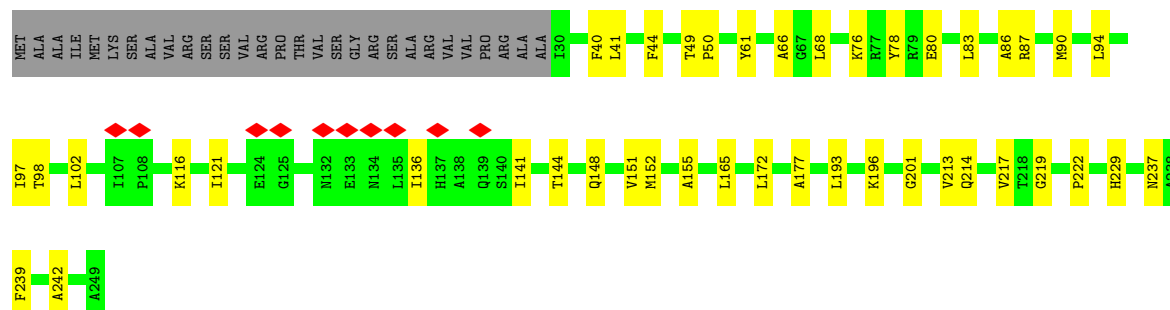 MET ALA ALA ILE MET LYS SER ALA VAL ARG SER SER VAL ARG PRO THR VAL SER GLY ARG SER ALA ARG VAL VAL PRO ARG ALA ALA I30 F40 L41 F44 T49 P50 Y61 A66 G67 L68 K76 R77 Y78 R79 E80 L83 A86 R87 M90 L94
I97 T98 L102 I107 P108 K116 I121 E124 G125 N132 E133 N134 L135 I136 H137 A138 Q139 S140 I141 T144 Q148 V151 M152 A155 L165 L172 A177 L193 K196 G201 V213 Q214 V217 T218 G219 P222 H229 N237 A238
F239 A242 A249